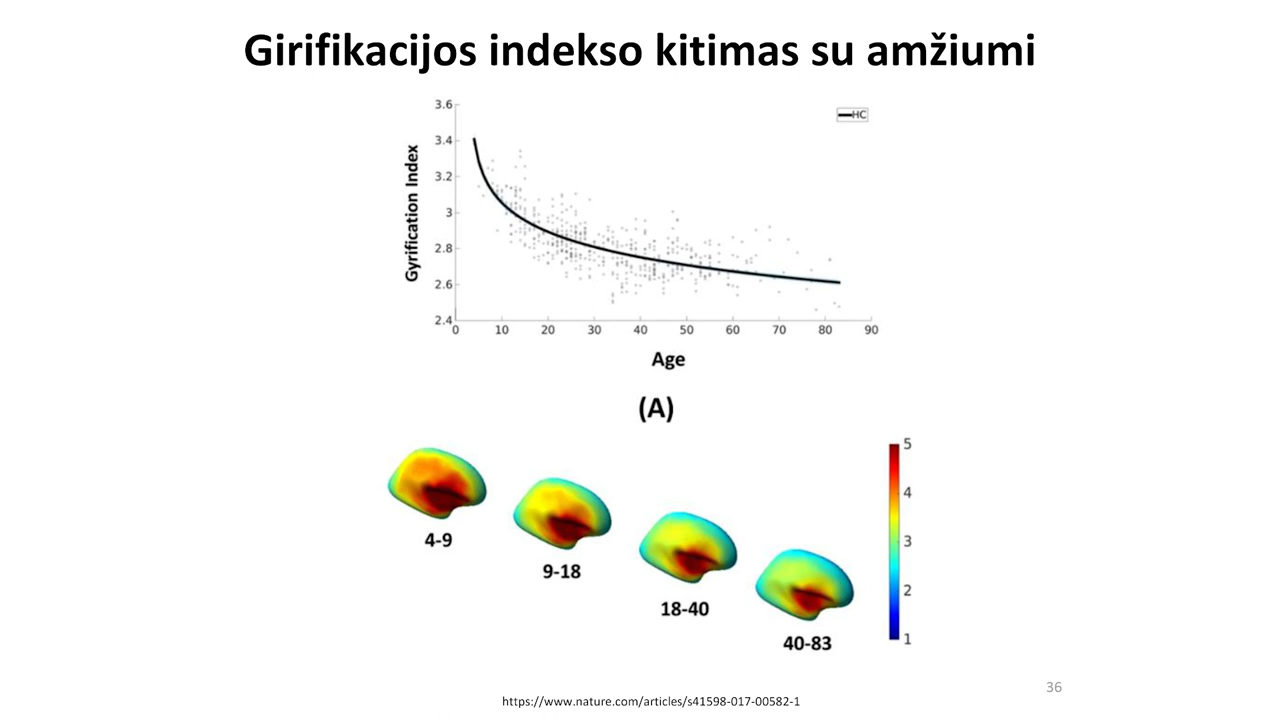 Girifikacijos indekso kitimas su amžiumi
3.6
3.4
3.2
3
2.8
2.6
2.4
Gyrification Index
HC
0 10 20 30 40 50 60 70 80 90
Age
(A)
5
4
3
2
1
4-9
9-18
18-40
40-83
36
https://www.nature.com/articles/s41598-017-00582-1